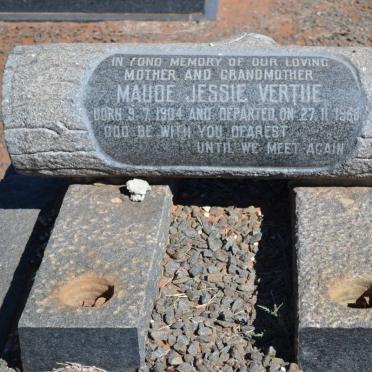 IN FOND MEMORY OF OUR LOVING
MOTHER AND GRANDMOTHER
MAUDE JESSIE VERTUE
BORN 9.7.1904 AND DEPARTED ON 27.11.1968
GOD BE WITH YOU DEAREST
UNTIL WE MEET AGAIN